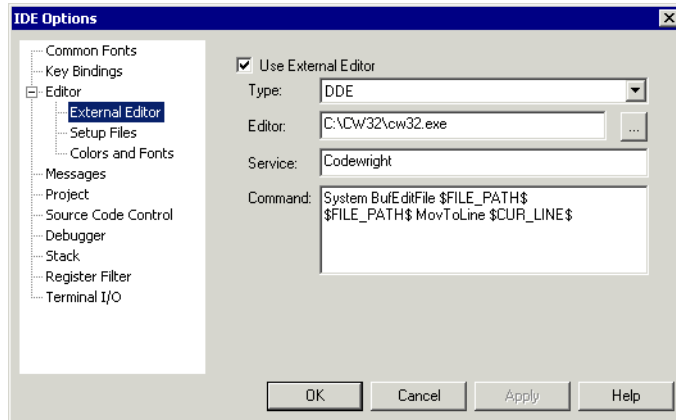 IDE Options
Common Fonts
Key Bindings
Editor
External Editor
Setup Files
Colors and Fonts
Messages
Project
Source Code Control
Debugger
Stack
Register Filter
Terminal I/O
Use External Editor
Type: DDE
Editor: C:\CW32\cw32.exe ...
Service: Codewright
Command: System BufEditFile $FILE_PATH$
$FILE_PATH$ MovToLine $CUR_LINE$
OK Cancel Apply Help